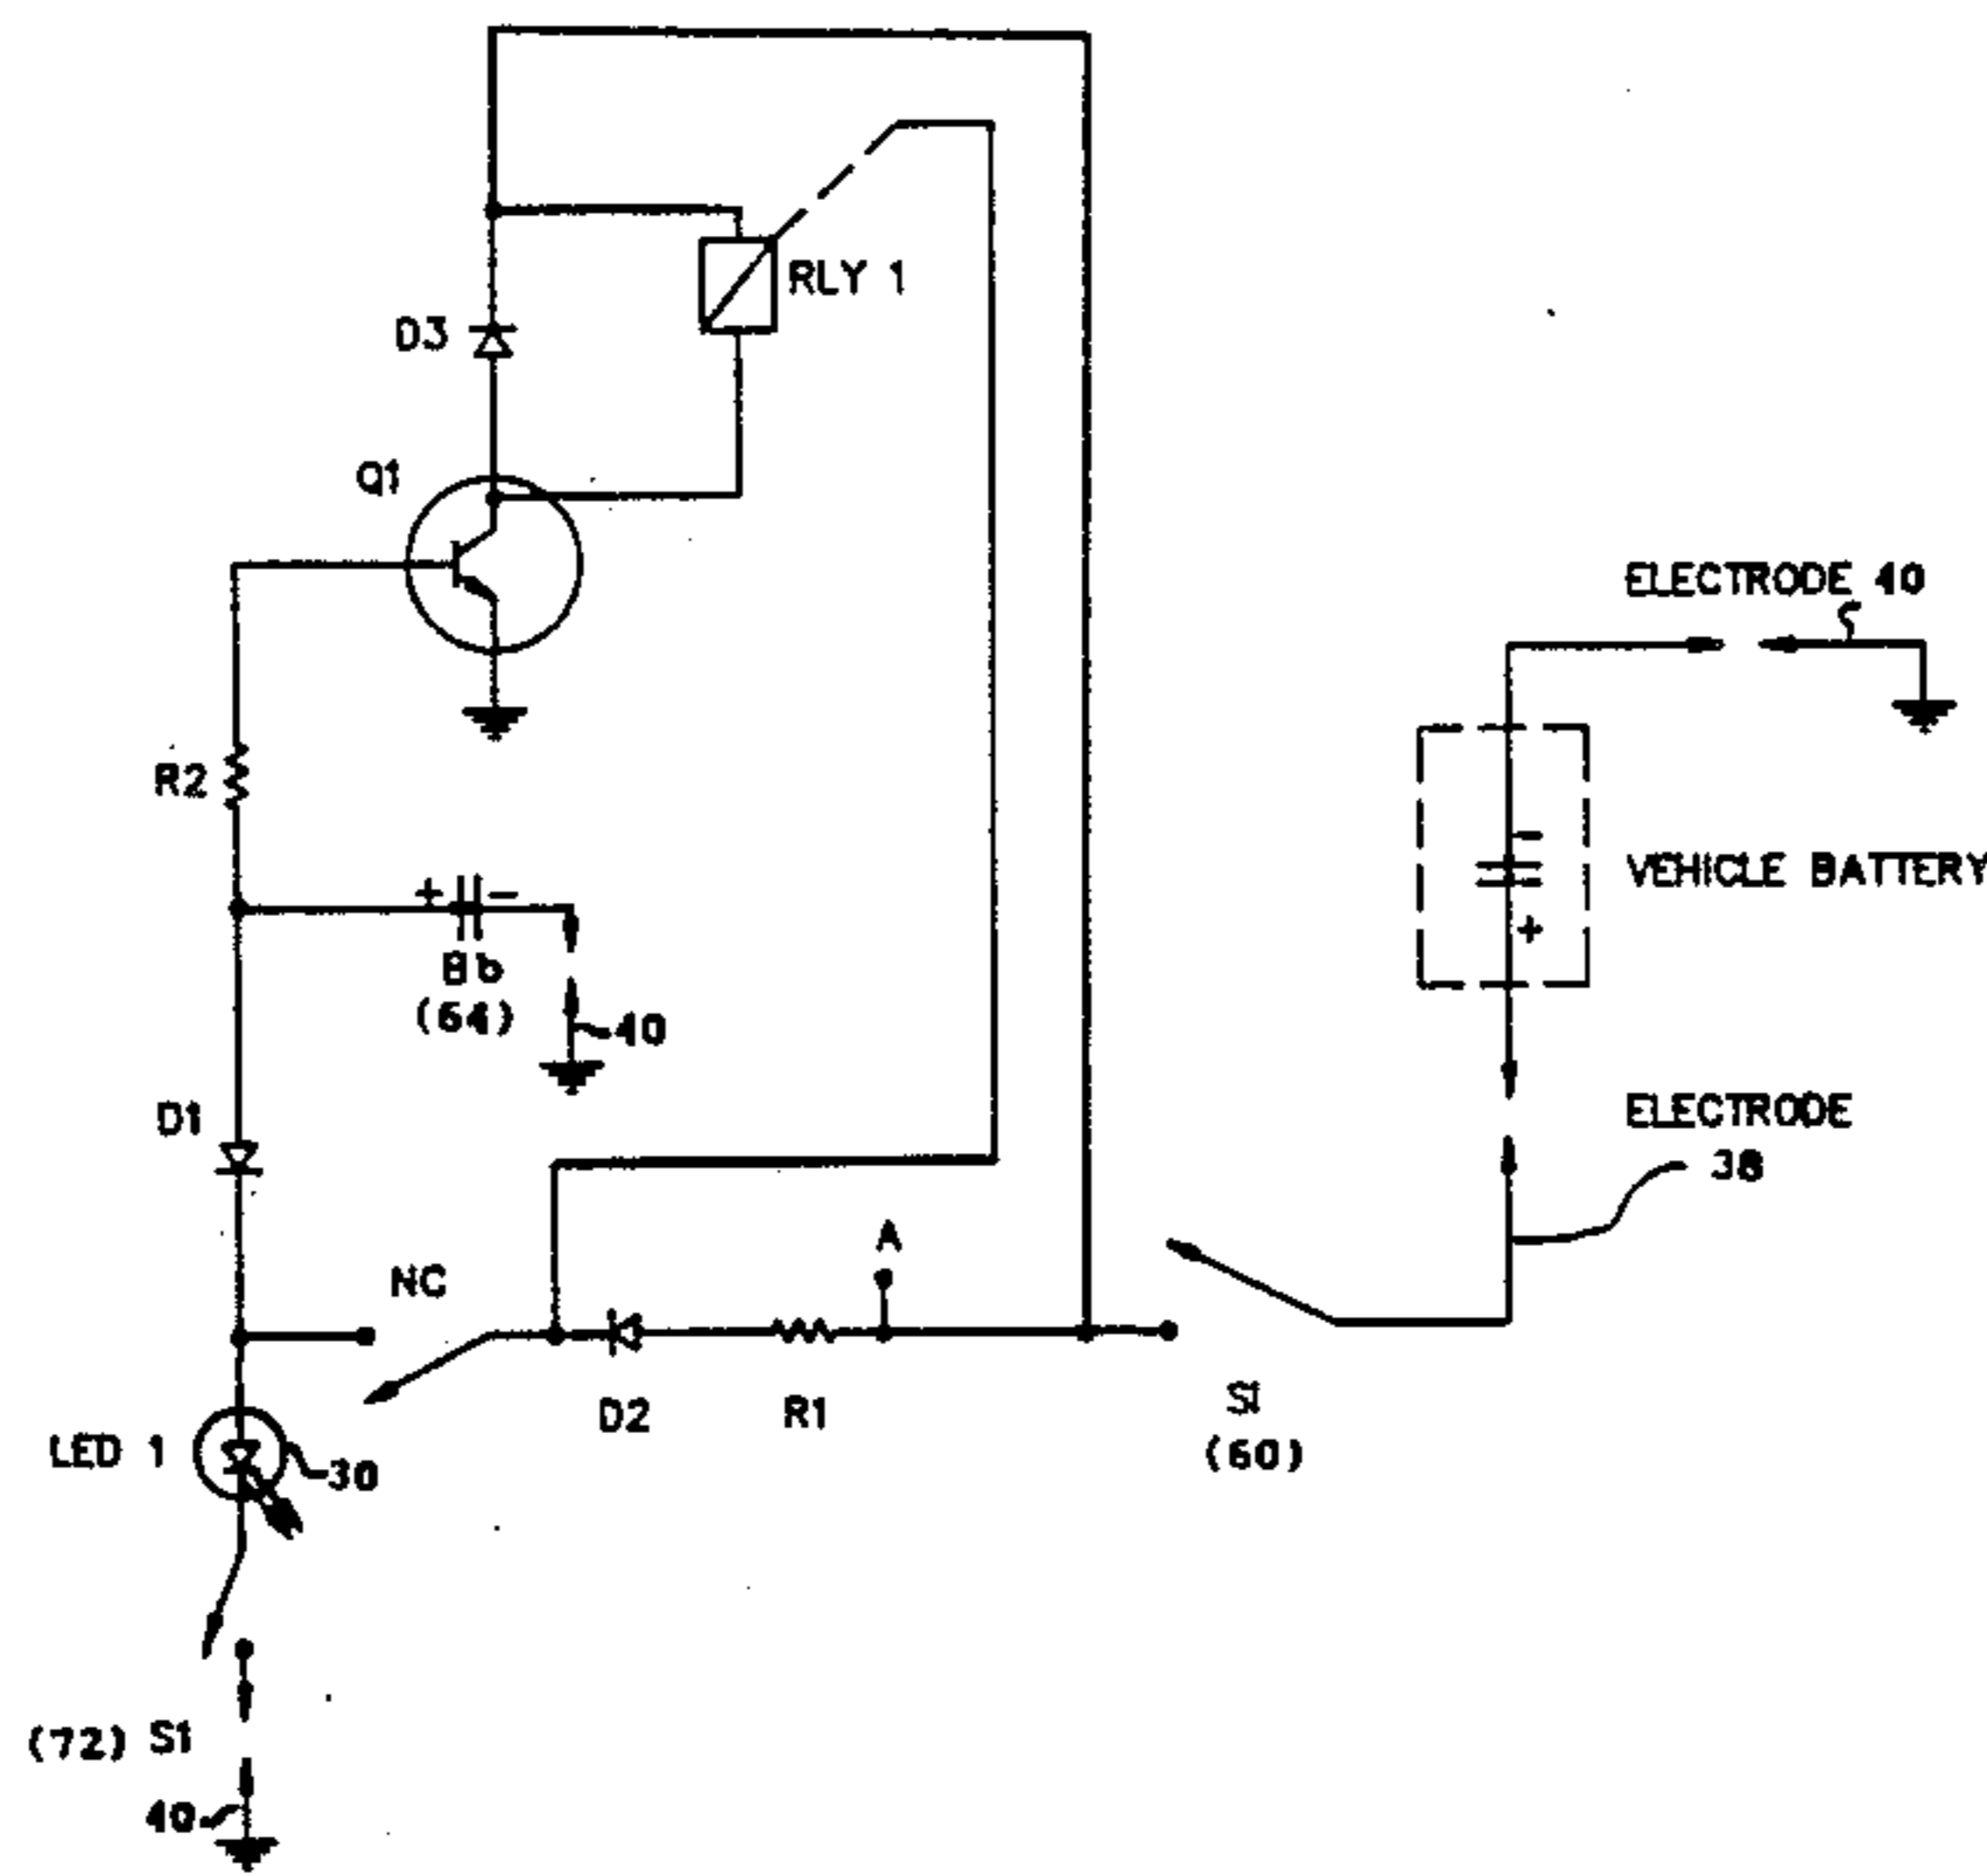 RLY 1
D3
Q1
ELECTRODE 40
R2
+ -
-
VEHICLE BATTERY
+
Bb
(64)
40
D1
ELECTRODE
38
A
NC
D2
R1
S1
(60)
LED 1
30
(72) S1
40